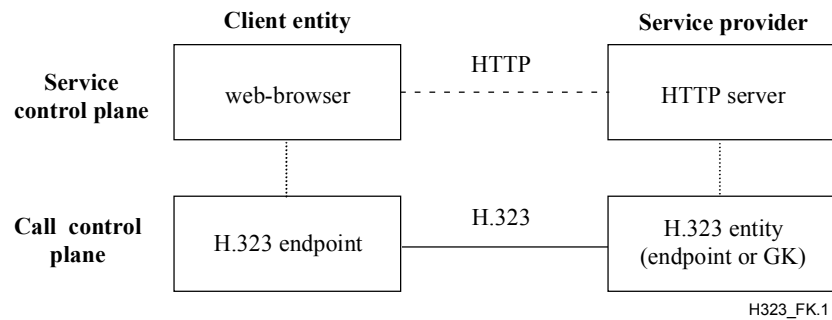 Client entity
Service provider
Service
control plane
web-browser
HTTP
HTTP server
Call control
plane
H.323 endpoint
H.323
H.323 entity
(endpoint or GK)
H323_FK.1